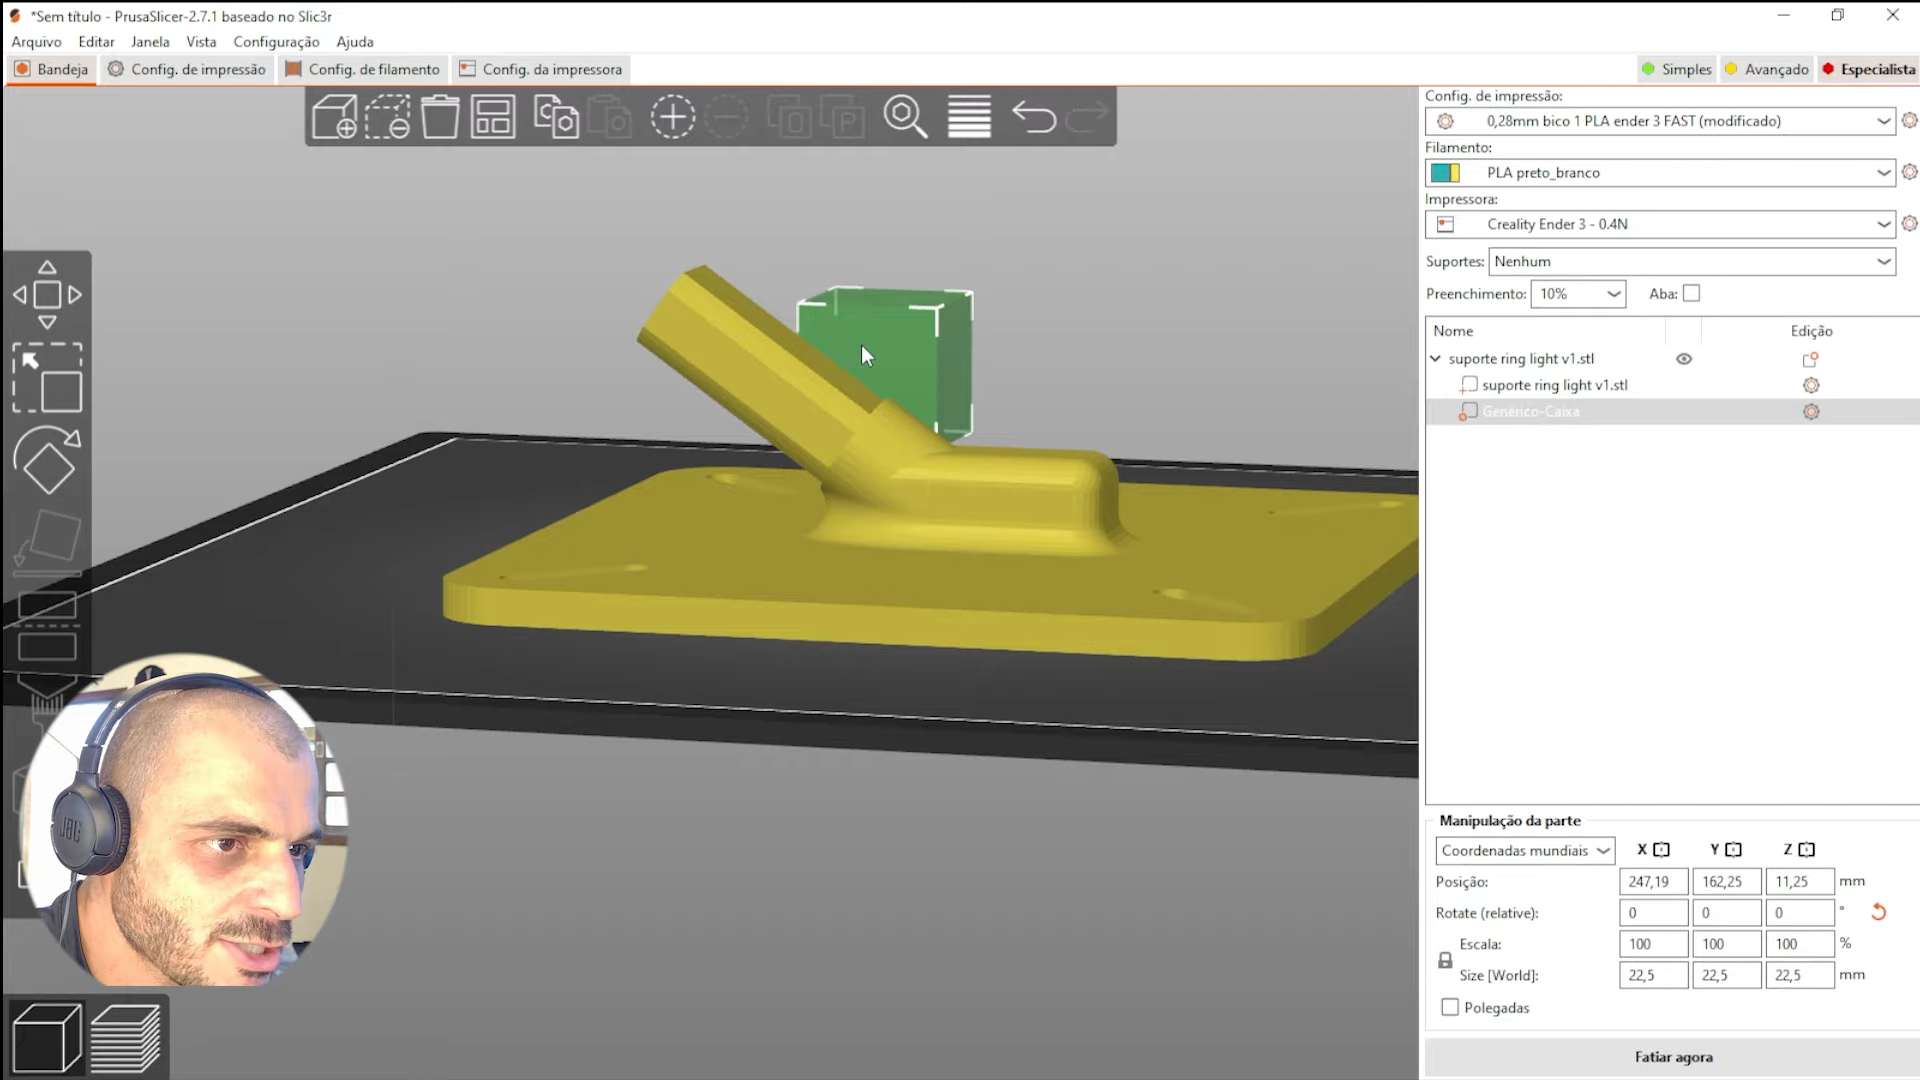 *Sem título - PrusaSlicer-2.7.1 baseado no Slic3r
Arquivo Editar Janela Vista Configuração Ajuda
Bandeja Config. de impressão Config. de filamento Config. da impressora Simples Avançado Especialista
Config. de impressão:
0,28mm bico 1 PLA ender 3 FAST (modificado)
Filamento:
PLA preto_branco
Impressora:
Creality Ender 3 - 0.4N
Suportes: Nenhum
Preenchimento: 10% Aba:
Nome Edição
suporte ring light v1.stl
suporte ring light v1.stl
Genérico-Caixa
Manipulação da parte
Coordenadas mundiais X Y Z
Posição: 247,19 162,25 11,25 mm
Rotate (relative): 0 0 0 °
Escala: 100 100 100 %
Size [World]: 22,5 22,5 22,5 mm
Polegadas
Fatiar agora
JBL